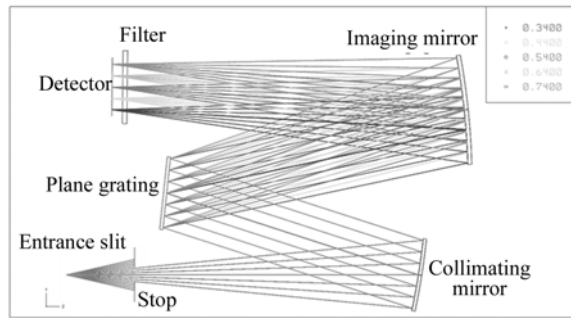 Filter
Imaging mirror
0.3400
0.4400
0.5400
0.6400
0.7400
Detector
Plane grating
Entrance slit
Stop
Collimating
mirror